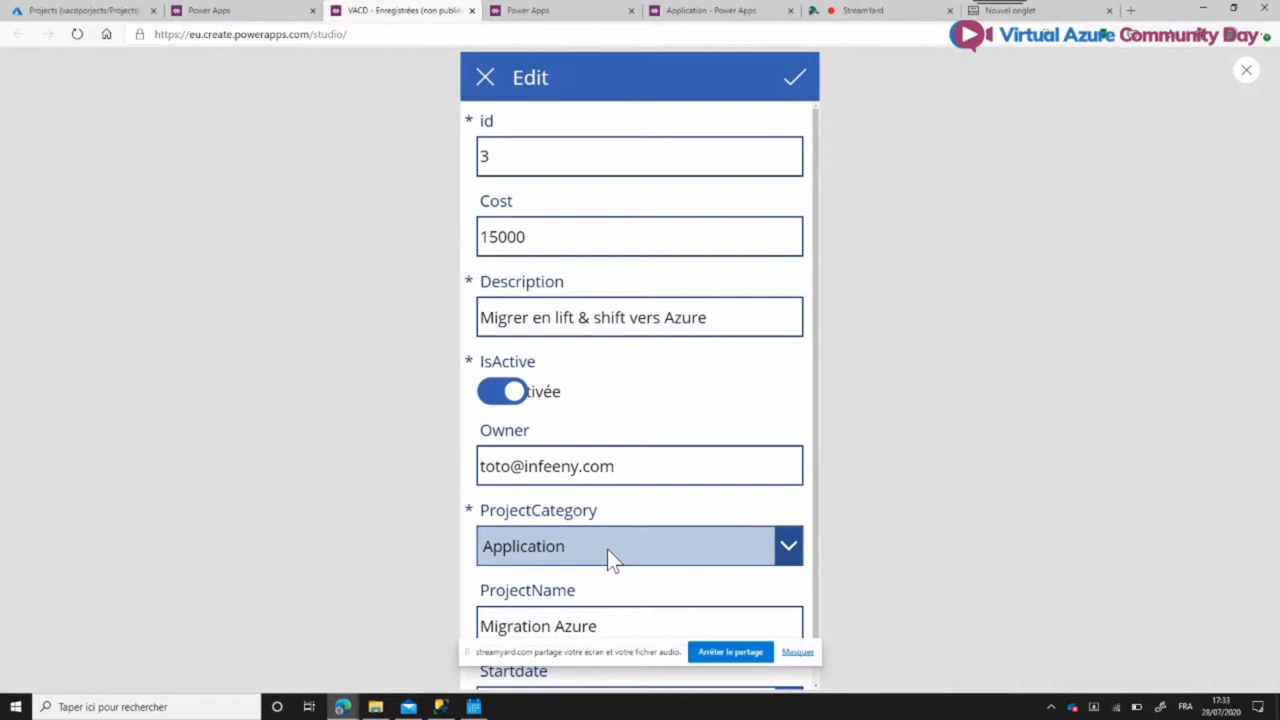 Projects (vacdporjects/Projects)
Power Apps
VACD - Enregistrées (non publié
Power Apps
Application - Power Apps
StreamYard
Nouvel onglet
https://eu.create.powerapps.com/studio/
Virtual Azure Community Day
Edit
* id
3
Cost
15000
* Description
Migrer en lift & shift vers Azure
* IsActive
tivée
Owner
toto@infeeny.com
* ProjectCategory
Application
ProjectName
Migration Azure
streamyard.com partage votre écran et votre fichier audio.
Arrêter le partage
Masquer
Startdate
Taper ici pour rechercher
FRA
17:33
28/07/2020